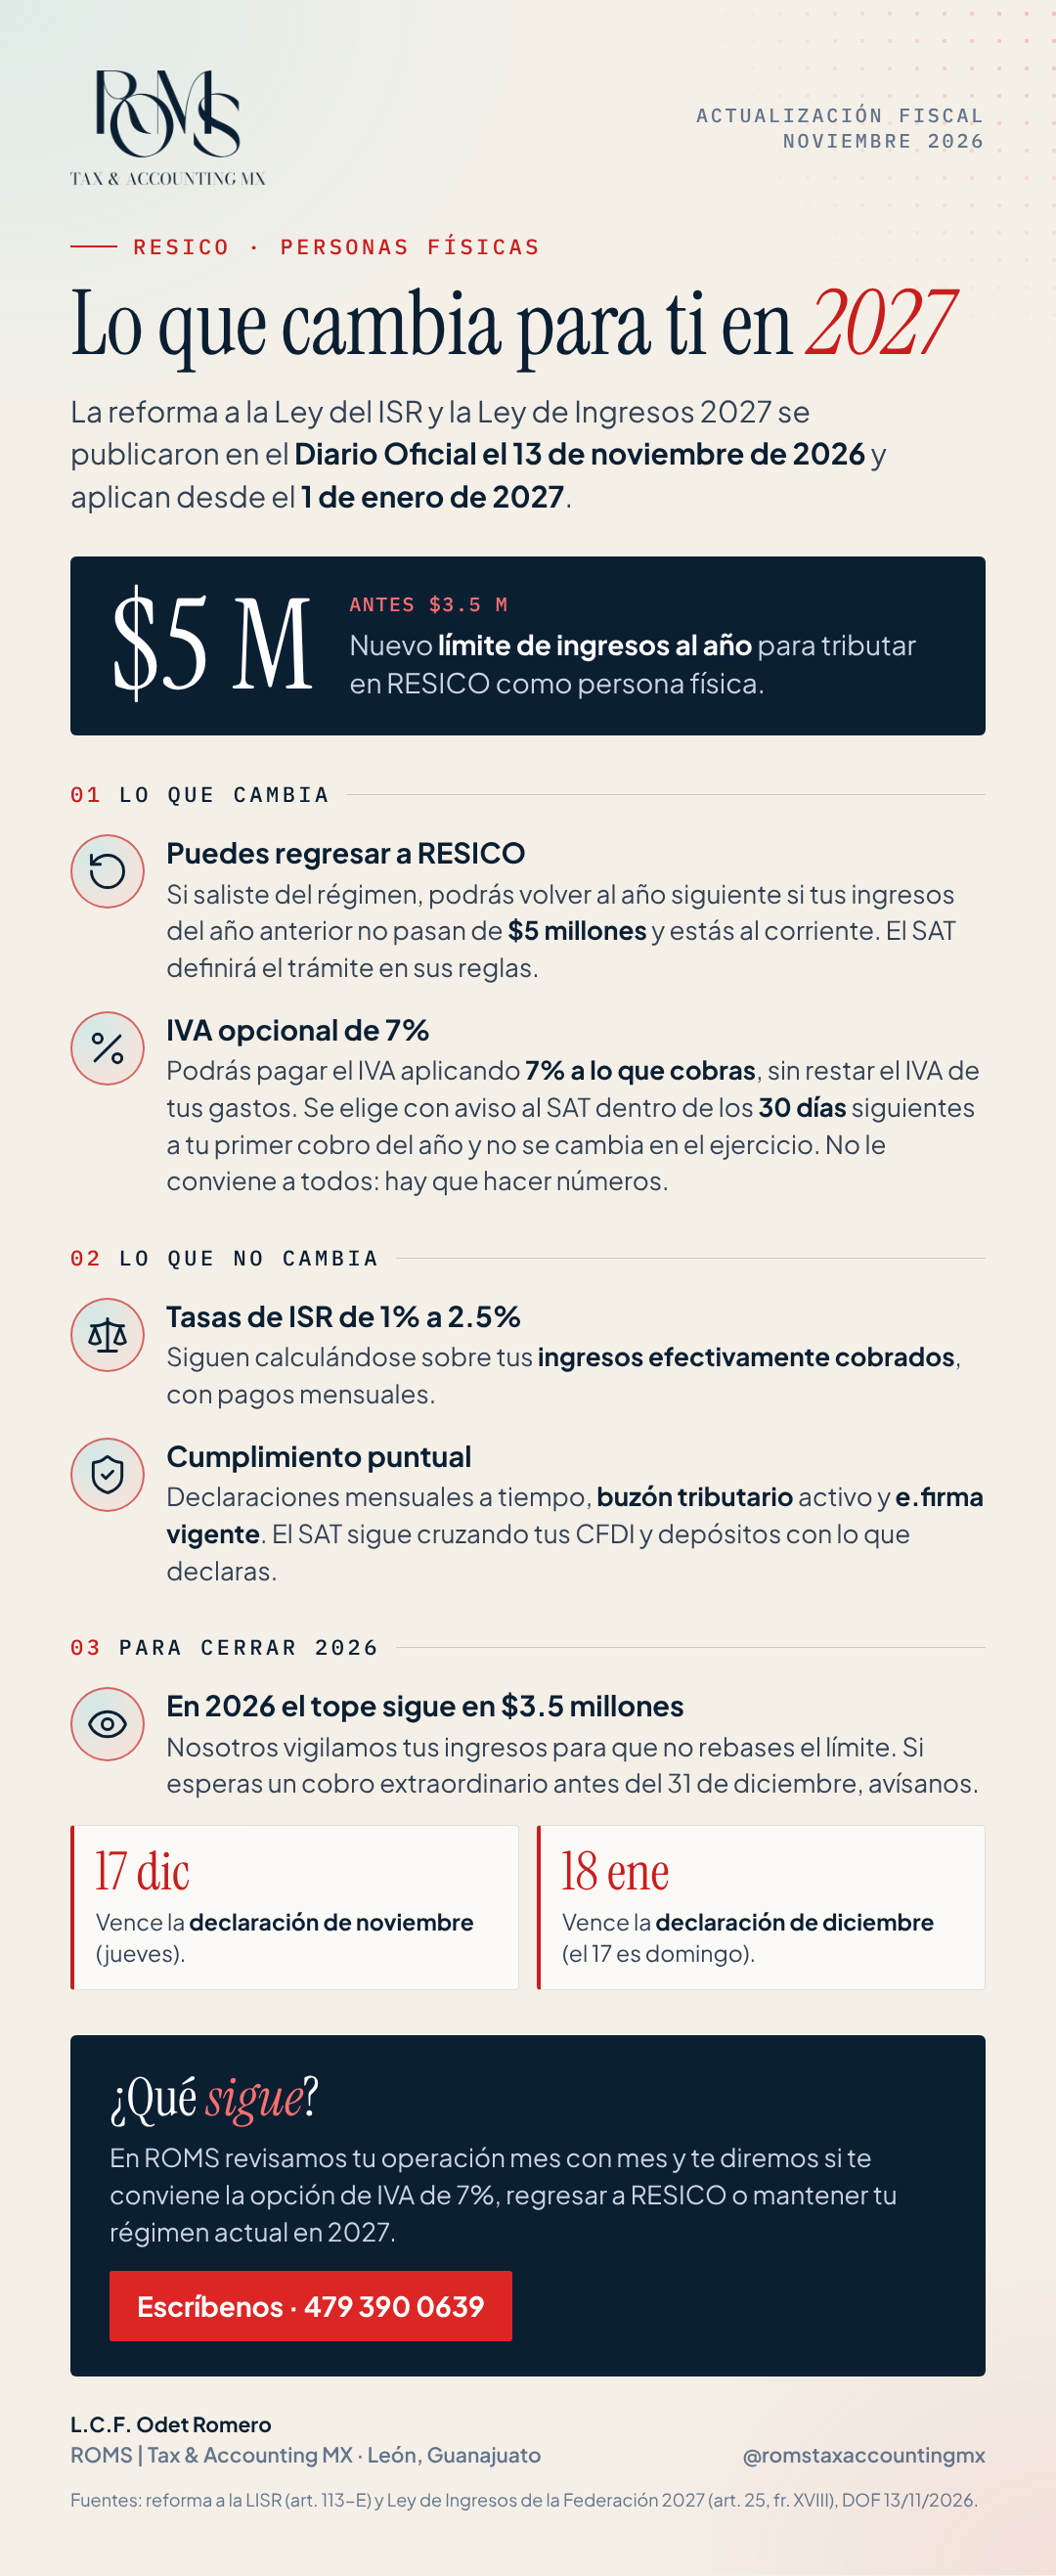 ROMS
TAX & ACCOUNTING MX
ACTUALIZACIÓN FISCAL
NOVIEMBRE 2026
RESICO · PERSONAS FÍSICAS
Lo que cambia para ti en 2027
La reforma a la Ley del ISR y la Ley de Ingresos 2027 se
publicaron en el Diario Oficial el 13 de noviembre de 2026 y
aplican desde el 1 de enero de 2027.
$5 M
ANTES $3.5 M
Nuevo límite de ingresos al año para tributar
en RESICO como persona física.
01 LO QUE CAMBIA
Puedes regresar a RESICO
Si saliste del régimen, podrás volver al año siguiente si tus ingresos
del año anterior no pasan de $5 millones y estás al corriente. El SAT
definirá el trámite en sus reglas.
IVA opcional de 7%
Podrás pagar el IVA aplicando 7% a lo que cobras, sin restar el IVA de
tus gastos. Se elige con aviso al SAT dentro de los 30 días siguientes
a tu primer cobro del año y no se cambia en el ejercicio. No le
conviene a todos: hay que hacer números.
02 LO QUE NO CAMBIA
Tasas de ISR de 1% a 2.5%
Siguen calculándose sobre tus ingresos efectivamente cobrados,
con pagos mensuales.
Cumplimiento puntual
Declaraciones mensuales a tiempo, buzón tributario activo y e.firma
vigente. El SAT sigue cruzando tus CFDI y depósitos con lo que
declaras.
03 PARA CERRAR 2026
En 2026 el tope sigue en $3.5 millones
Nosotros vigilamos tus ingresos para que no rebases el límite. Si
esperas un cobro extraordinario antes del 31 de diciembre, avísanos.
17 dic
Vence la declaración de noviembre
(jueves).
18 ene
Vence la declaración de diciembre
(el 17 es domingo).
¿Qué sigue?
En ROMS revisamos tu operación mes con mes y te diremos si te
conviene la opción de IVA de 7%, regresar a RESICO o mantener tu
régimen actual en 2027.
Escríbenos · 479 390 0639
L.C.F. Odet Romero
ROMS | Tax & Accounting MX · León, Guanajuato
@romstaxaccountingmx
Fuentes: reforma a la LISR (art. 113-E) y Ley de Ingresos de la Federación 2027 (art. 25, fr. XVIII), DOF 13/11/2026.